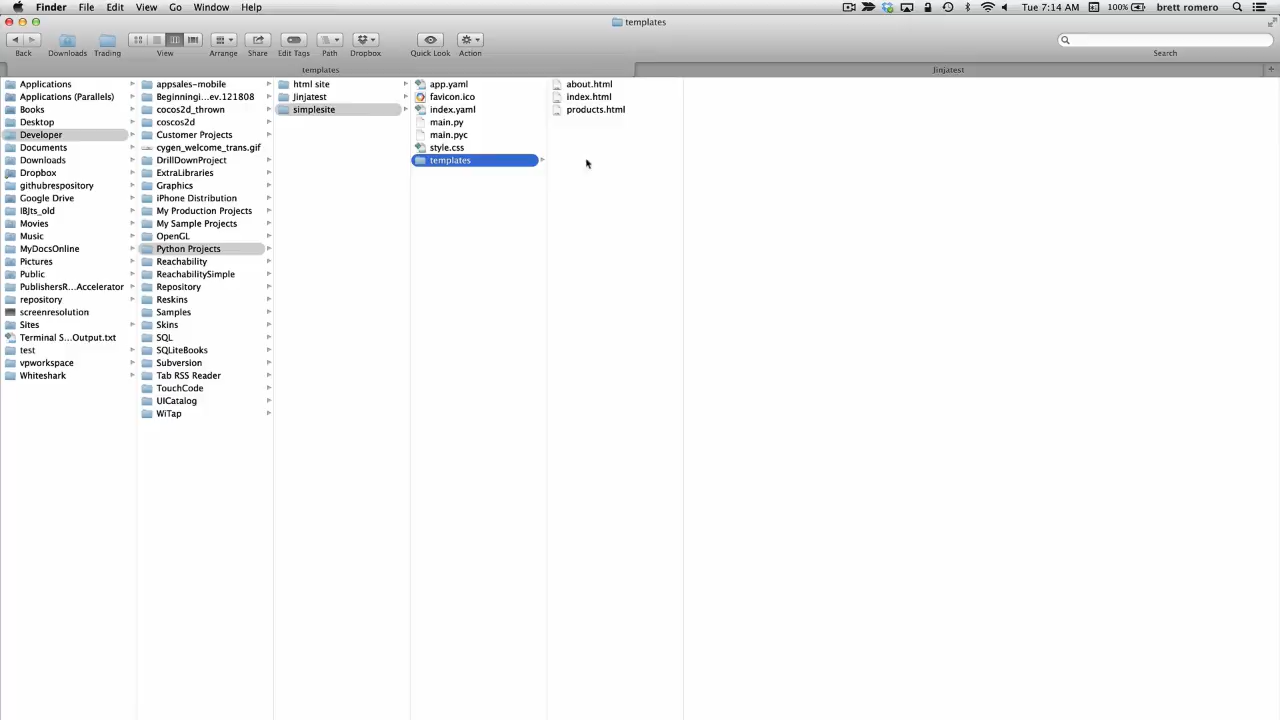 Finder File Edit View Go Window Help Tue 7:14 AM 100% brett romero
templates
Back Downloads Trading View Arrange Share Edit Tags Path Dropbox Quick Look Action Search
templates Jinjatest
Applications
Applications (Parallels)
Books
Desktop
Developer
Documents
Downloads
Dropbox
githubrespository
Google Drive
IBJts_old
Movies
Music
MyDocsOnline
Pictures
Public
PublishersR...Accelerator
repository
screenresolution
Sites
Terminal S...Output.txt
test
vpworkspace
Whiteshark
appsales-mobile
Beginningi...ev.121808
cocos2d_thrown
coscos2d
Customer Projects
cygen_welcome_trans.gif
DrillDownProject
ExtraLibraries
Graphics
iPhone Distribution
My Production Projects
My Sample Projects
OpenGL
Python Projects
Reachability
ReachabilitySimple
Repository
Reskins
Samples
Skins
SQL
SQLiteBooks
Subversion
Tab RSS Reader
TouchCode
UICatalog
WiTap
html site
Jinjatest
simplesite
app.yaml
favicon.ico
index.yaml
main.py
main.pyc
style.css
templates
about.html
index.html
products.html